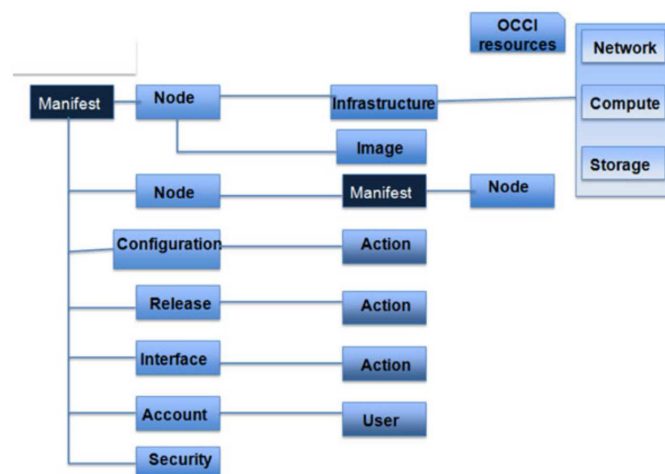 OCCI
resources
Network
Manifest
Node
Infrastructure
Compute
Image
Storage
Node
Manifest
Node
Configuration
Action
Release
Action
Interface
Action
Account
User
Security